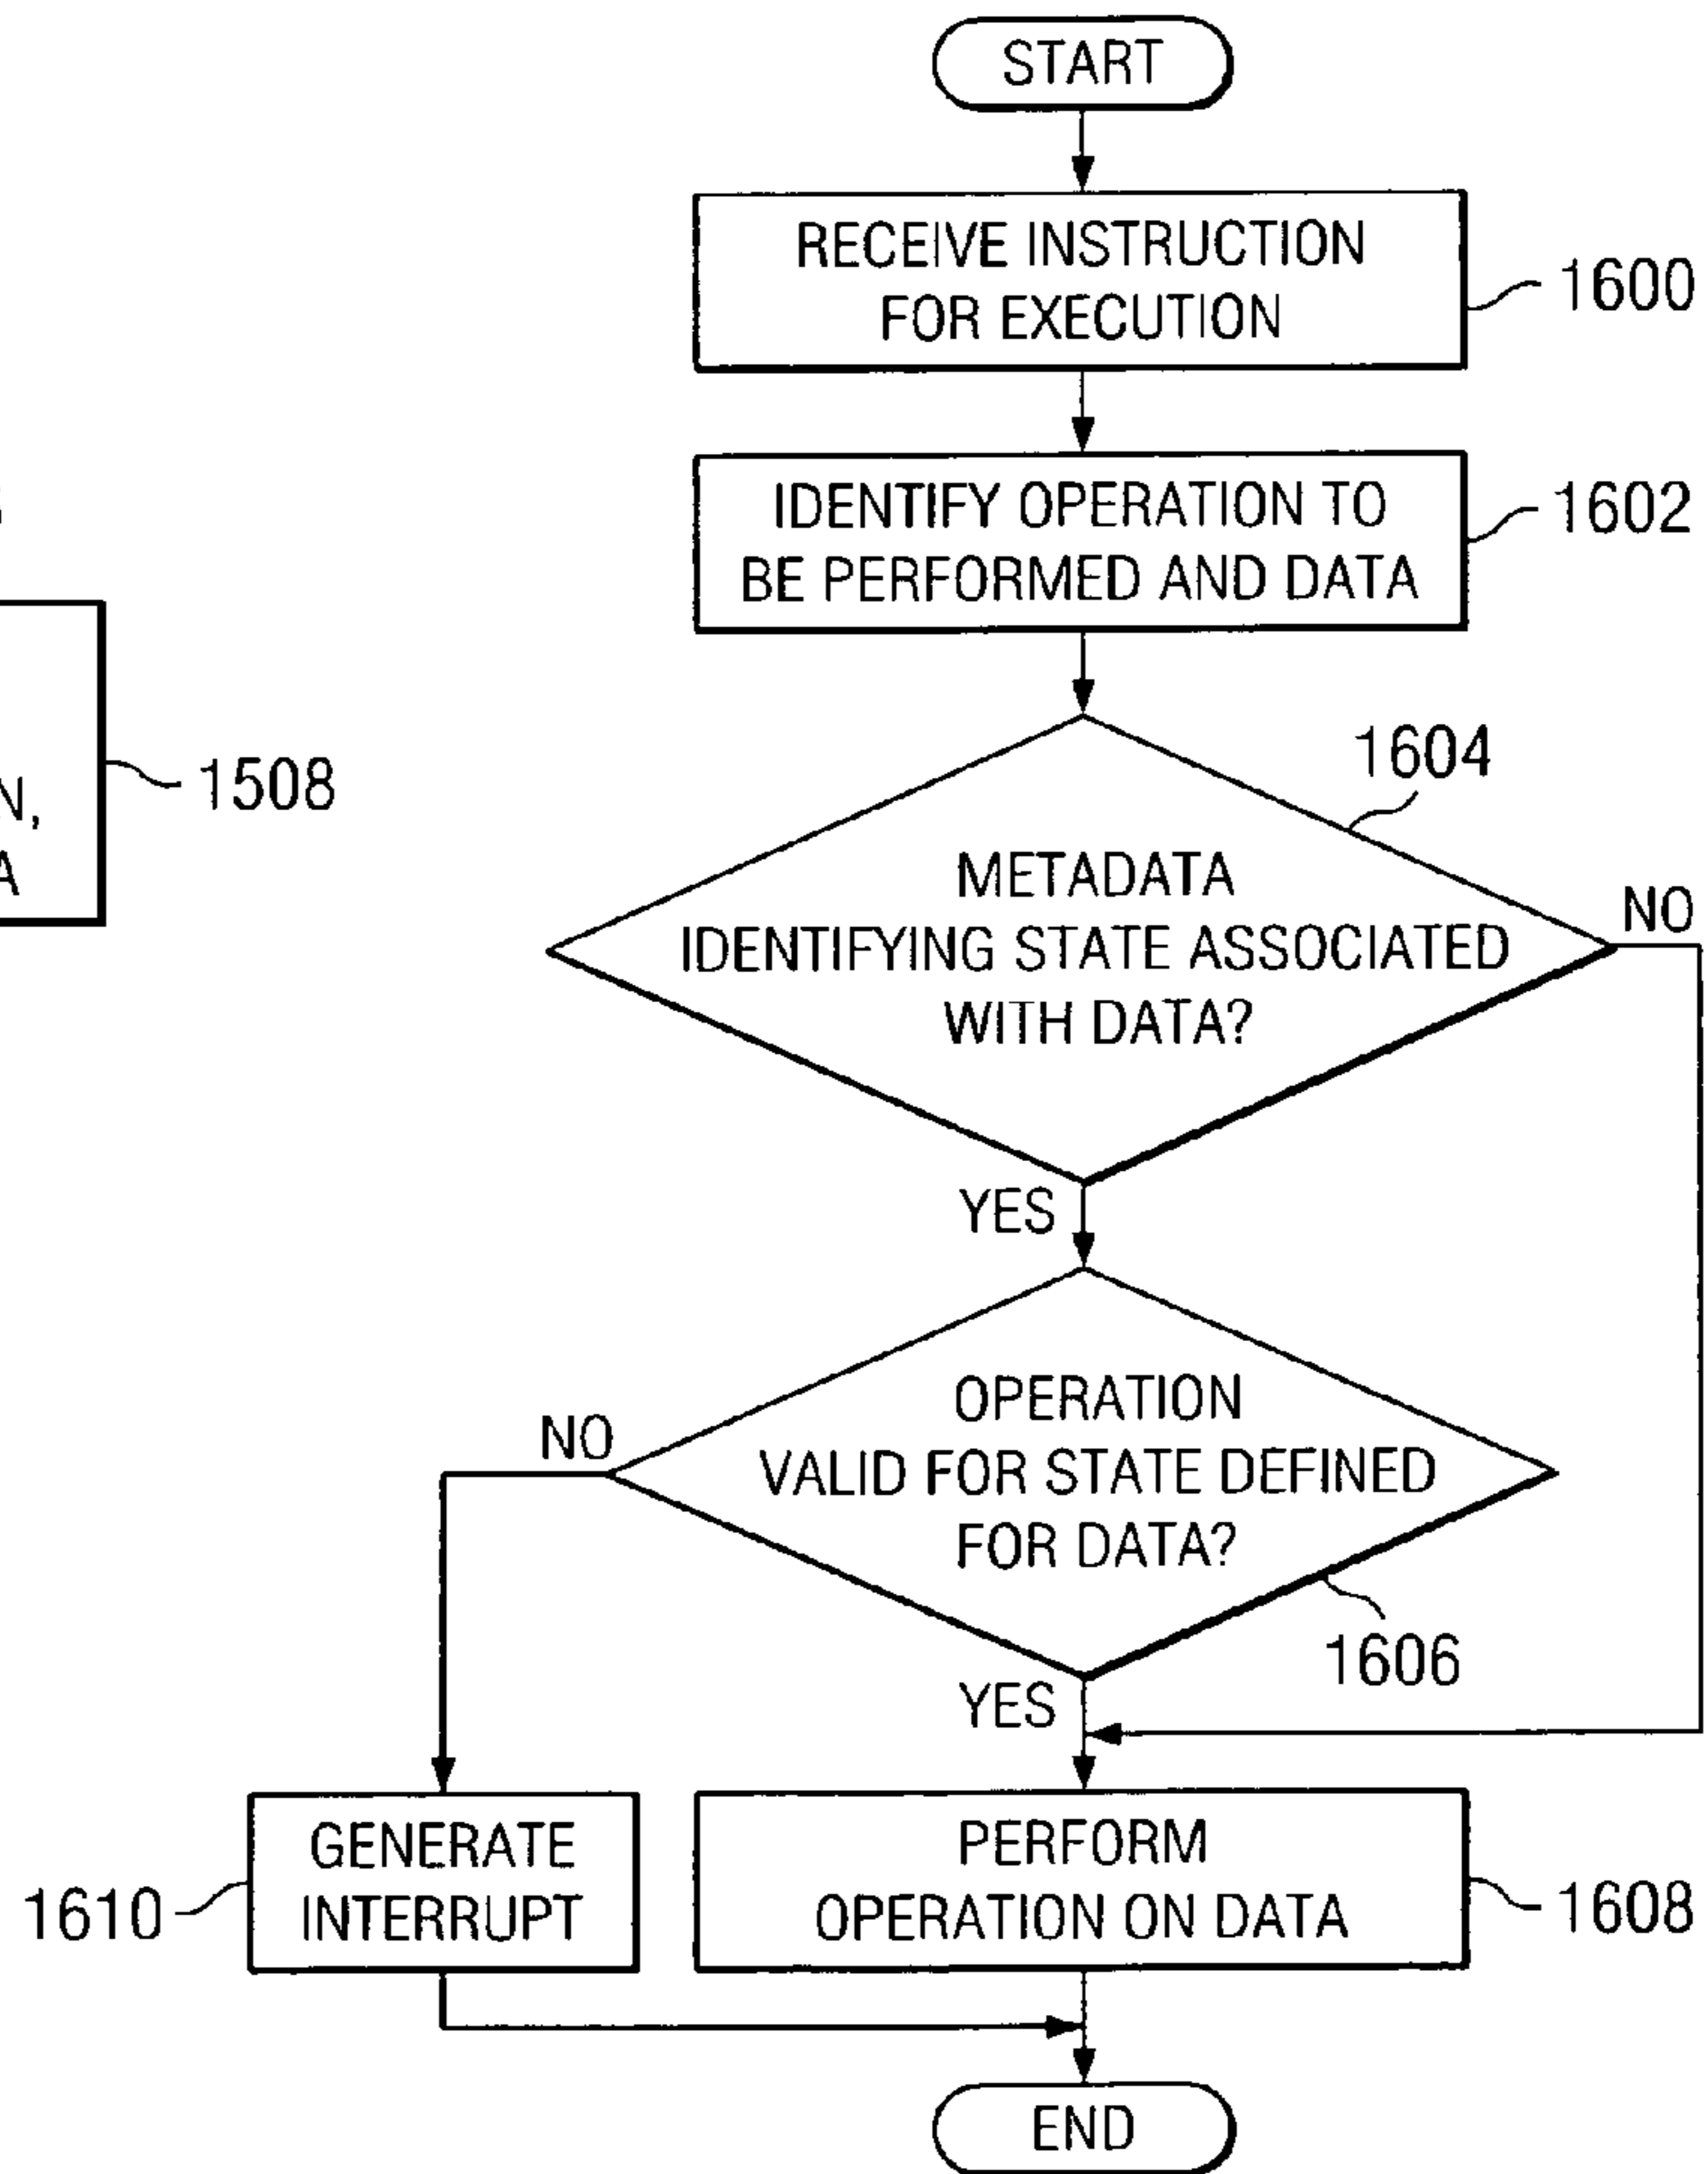 START
RECEIVE INSTRUCTION
FOR EXECUTION
1600
IDENTIFY OPERATION TO
BE PERFORMED AND DATA
1602
1508
1604
METADATA
IDENTIFYING STATE ASSOCIATED
WITH DATA?
NO
YES
OPERATION
VALID FOR STATE DEFINED
FOR DATA?
NO
1606
YES
GENERATE
INTERRUPT
1610
PERFORM
OPERATION ON DATA
1608
END